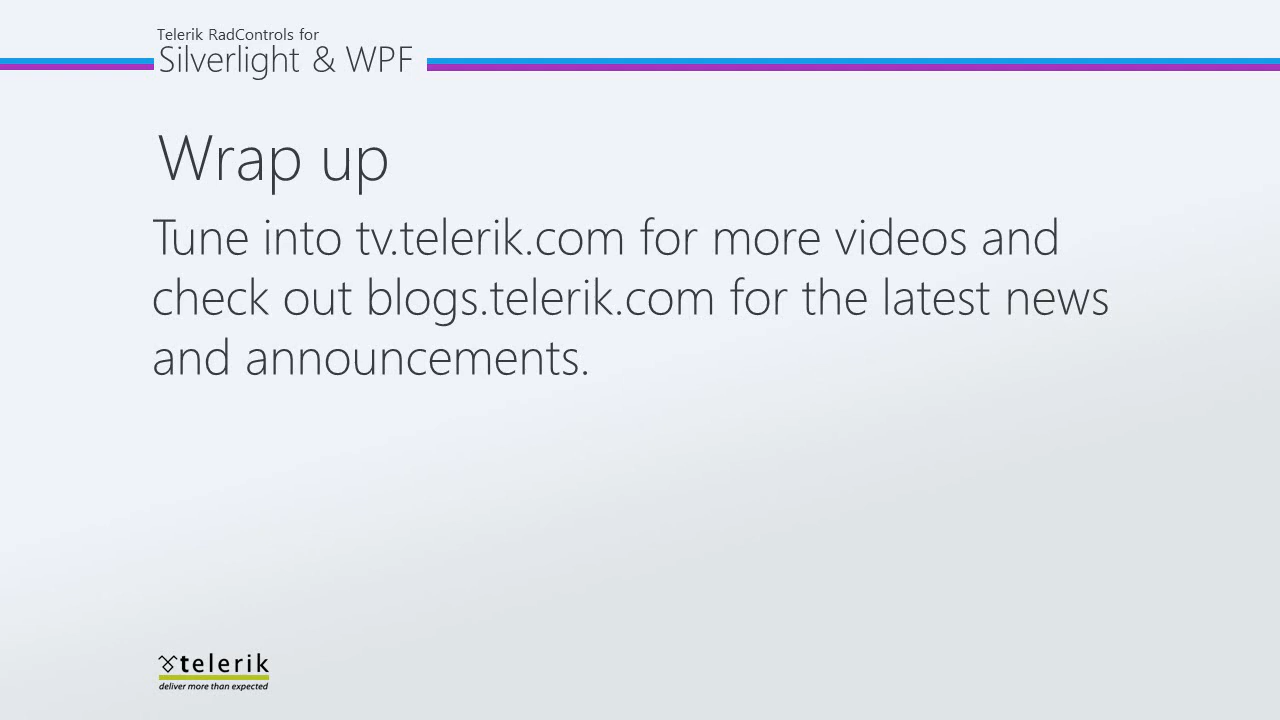 Telerik RadControls for
Silverlight & WPF
Wrap up
Tune into tv.telerik.com for more videos and
check out blogs.telerik.com for the latest news
and announcements.
telerik
deliver more than expected